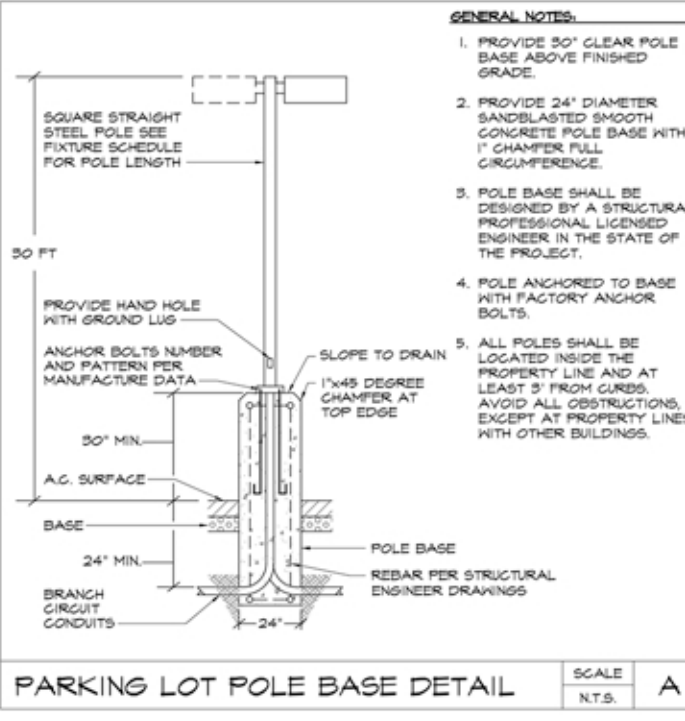 GENERAL NOTES:
1. PROVIDE 30" CLEAR POLE
BASE ABOVE FINISHED
GRADE.
2. PROVIDE 24" DIAMETER
SANDBLASTED SMOOTH
CONCRETE POLE BASE WITH
1" CHAMFER FULL
CIRCUMFERENCE.
3. POLE BASE SHALL BE
DESIGNED BY A STRUCTURA
PROFESSIONAL LICENSED
ENGINEER IN THE STATE OF
THE PROJECT.
4. POLE ANCHORED TO BASE
WITH FACTORY ANCHOR
BOLTS.
5. ALL POLES SHALL BE
LOCATED INSIDE THE
PROPERTY LINE AND AT
LEAST 3' FROM CURBS.
AVOID ALL OBSTRUCTIONS,
EXCEPT AT PROPERTY LINES
WITH OTHER BUILDINGS.
SQUARE STRAIGHT
STEEL POLE SEE
FIXTURE SCHEDULE
FOR POLE LENGTH
30 FT
PROVIDE HAND HOLE
WITH GROUND LUG
ANCHOR BOLTS NUMBER
AND PATTERN PER
MANUFACTURE DATA
SLOPE TO DRAIN
1"x45 DEGREE
CHAMFER AT
TOP EDGE
30" MIN.
A.C. SURFACE
BASE
24" MIN.
BRANCH
CIRCUIT
CONDUITS
POLE BASE
REBAR PER STRUCTURAL
ENGINEER DRAWINGS
24"
PARKING LOT POLE BASE DETAIL
SCALE
N.T.S.
A